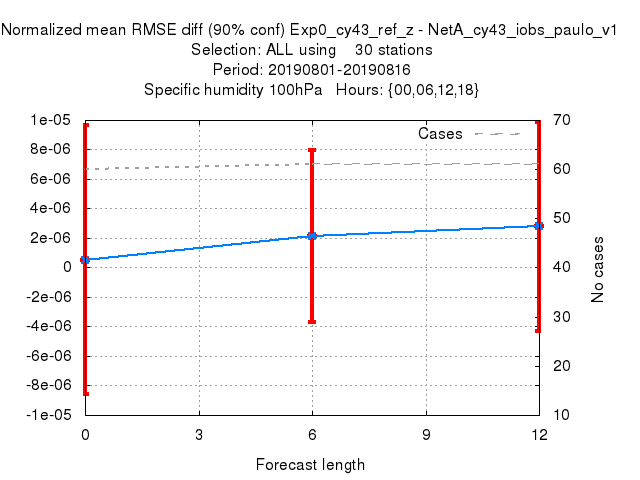 Normalized mean RMSE diff (90% conf) Exp0_cy43_ref_z - NetA_cy43_iobs_paulo_v1
Selection: ALL using 30 stations
Period: 20190801-20190816
Specific humidity 100hPa Hours: {00,06,12,18}
1e-05
8e-06
6e-06
4e-06
2e-06
0
-2e-06
-4e-06
-6e-06
-8e-06
-1e-05
Cases
70
60
50
40
30
20
10
No cases
0 3 6 9 12
Forecast length